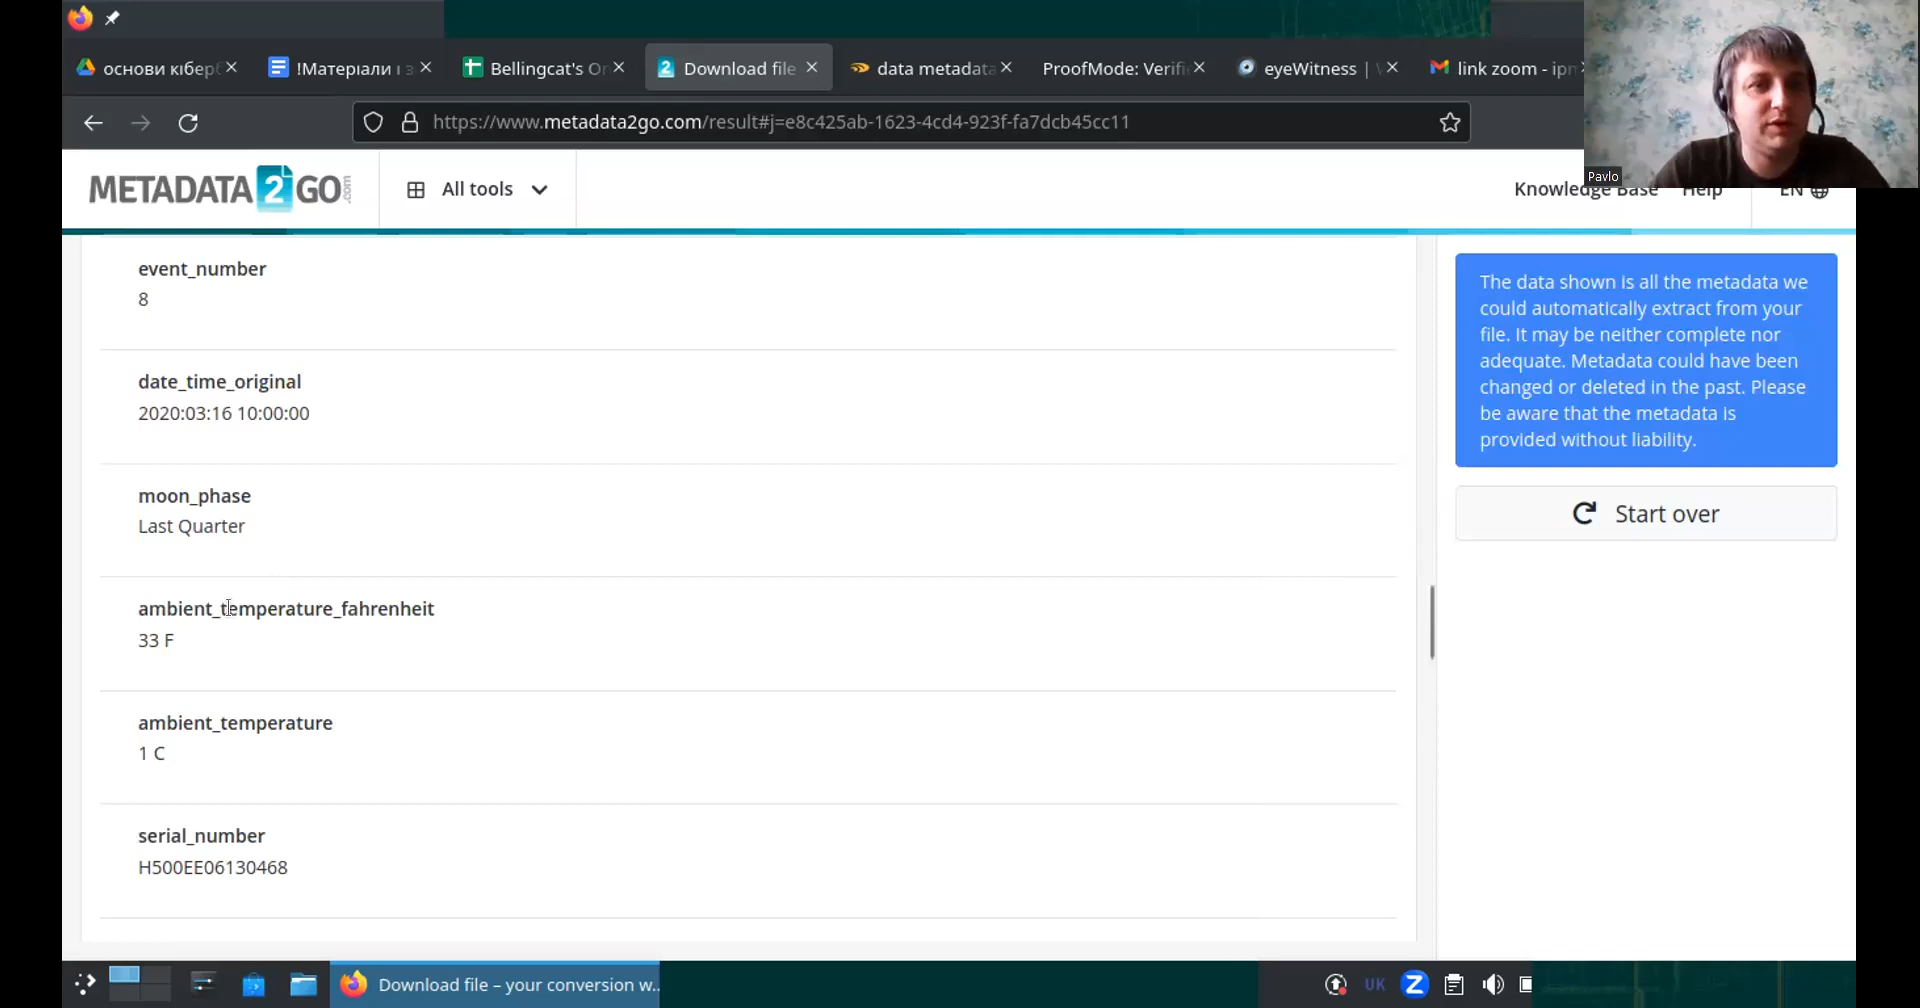 основи кібер
!Матеріали і з
Bellingcat's O
Download file
data metadata
ProofMode: Verifi
eyeWitness |
link zoom - ipn
https://www.metadata2go.com/result#j=e8c425ab-1623-4cd4-923f-fa7dcb45cc11
Pavlo
METADATA 2 GO .com
All tools
Knowledge Base
Help
EN
event_number
8
date_time_original
2020:03:16 10:00:00
moon_phase
Last Quarter
ambient_temperature_fahrenheit
33 F
ambient_temperature
1 C
serial_number
H500EE06130468
The data shown is all the metadata we
could automatically extract from your
file. It may be neither complete nor
adequate. Metadata could have been
changed or deleted in the past. Please
be aware that the metadata is
provided without liability.
Start over
Download file – your conversion w...
UK
Z